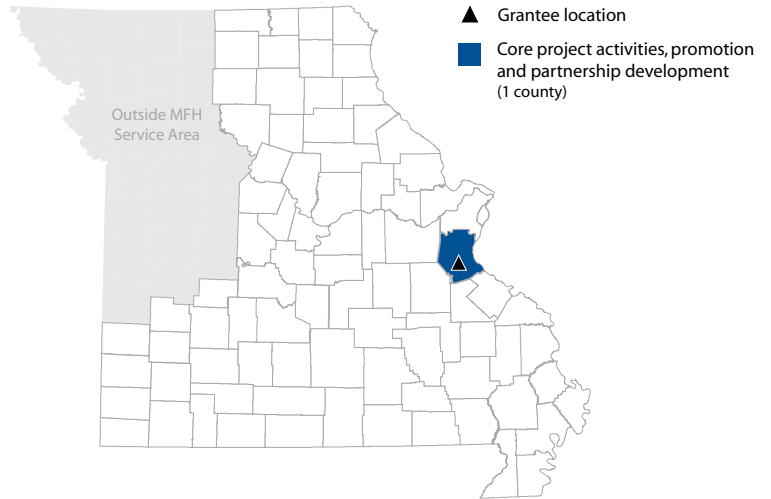 Grantee location
Core project activities, promotion
and partnership development
(1 county)
Outside MFH
Service Area